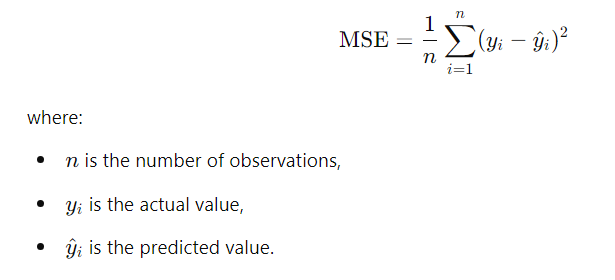 MSE = \frac{1}{n} \sum_{i=1}^{n} (y_i - \hat{y}_i)^2
where:
• n is the number of observations,
• y_i is the actual value,
• \hat{y}_i is the predicted value.